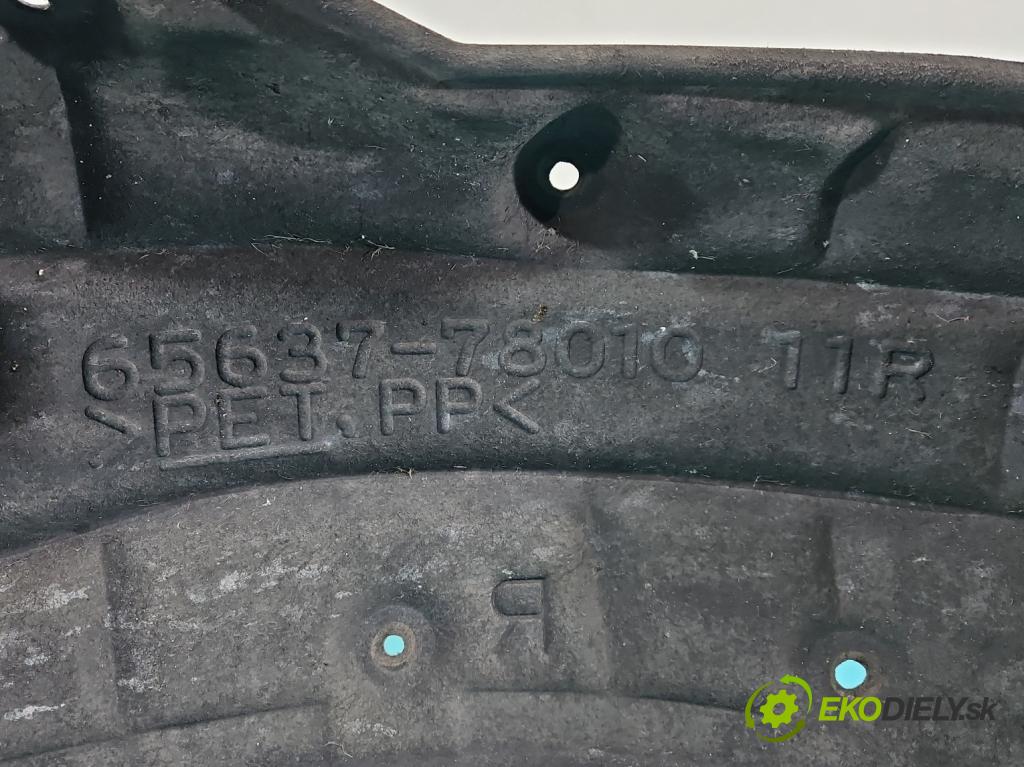 65637-78010 11R
>PET.PP<
R
EKODIELY.sk